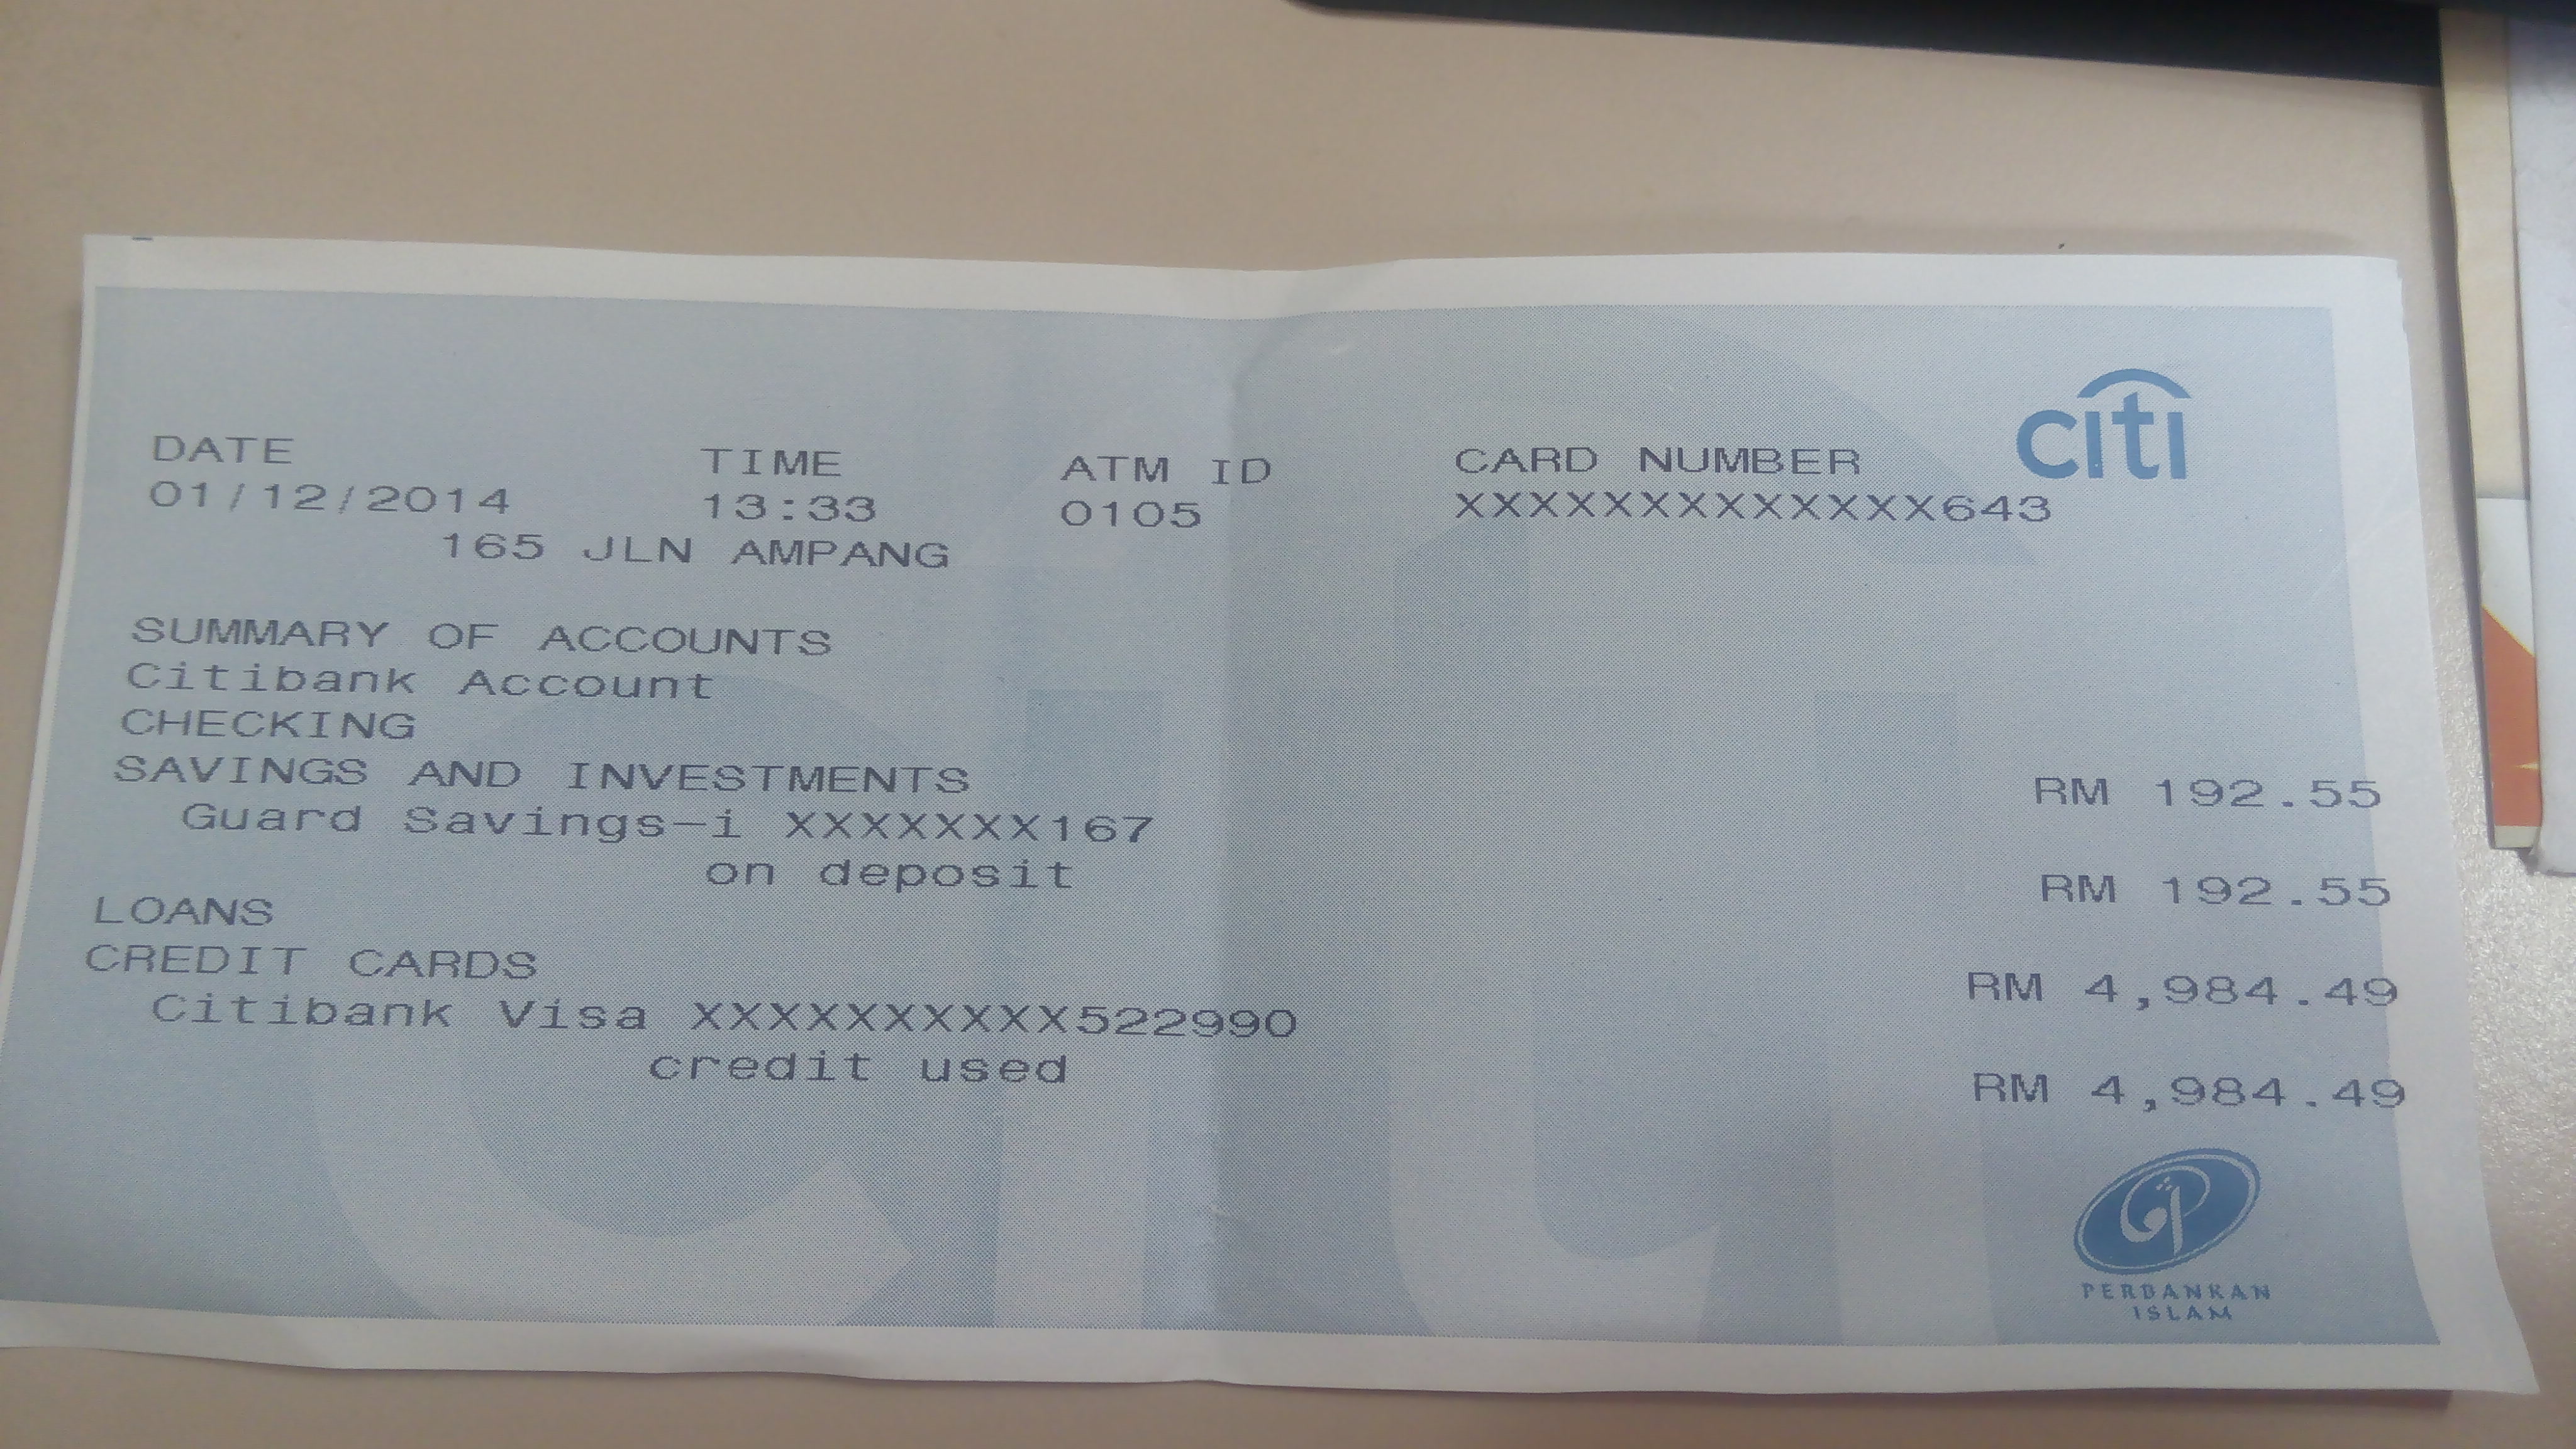 citi
DATE TIME ATM ID CARD NUMBER
01/12/2014 13:33 0105 XXXXXXXXXXXXX643
165 JLN AMPANG
SUMMARY OF ACCOUNTS
Citibank Account
CHECKING
SAVINGS AND INVESTMENTS RM 192.55
Guard Savings-i XXXXXXX167
on deposit RM 192.55
LOANS
CREDIT CARDS RM 4,984.49
Citibank Visa XXXXXXXXXX522990
credit used RM 4,984.49
PERBANKAN
ISLAM